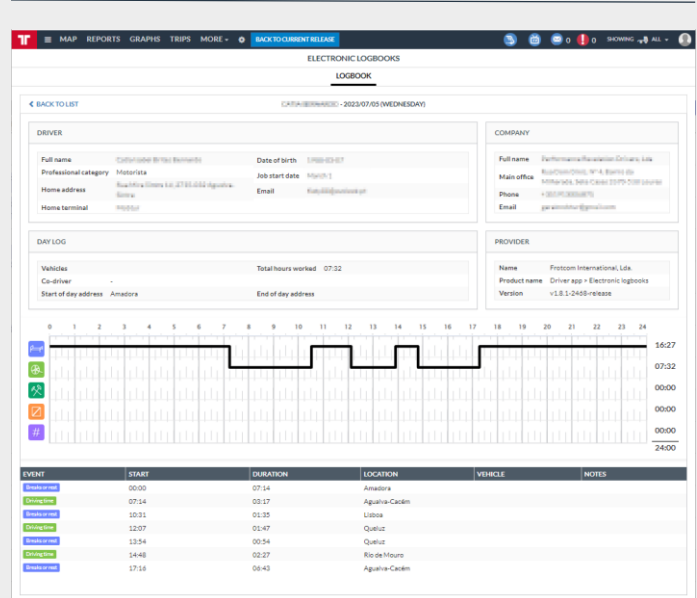 MAP REPORTS GRAPHS TRIPS MORE BACK TO CURRENT RELEASE 0 0 SHOWING ALL
ELECTRONIC LOGBOOKS
LOGBOOK
BACK TO LIST - 2023/07/05 (WEDNESDAY)
DRIVER
Full name
Professional category Motorista
Home address
Home terminal
Date of birth
Job start date March 1
Email
COMPANY
Full name
Main office
Phone
Email
DAY LOG
Vehicles
Co-driver -
Start of day address Amadora
Total hours worked 07:32
End of day address
PROVIDER
Name Frotcom International, Lda.
Product name Driver app > Electronic logbooks
Version v1.8.1-2468-release
0 1 2 3 4 5 6 7 8 9 10 11 12 13 14 15 16 17 18 19 20 21 22 23 24
16:27
07:32
00:00
00:00
#
00:00
24:00
EVENT START DURATION LOCATION VEHICLE NOTES
Breaks or rest 00:00 07:14 Amadora
Driving time 07:14 03:17 Agualva-Cacém
Breaks or rest 10:31 01:35 Lisboa
Driving time 12:07 01:47 Queluz
Breaks or rest 13:54 00:54 Queluz
Driving time 14:48 02:27 Rio de Mouro
Breaks or rest 17:16 06:43 Agualva-Cacém